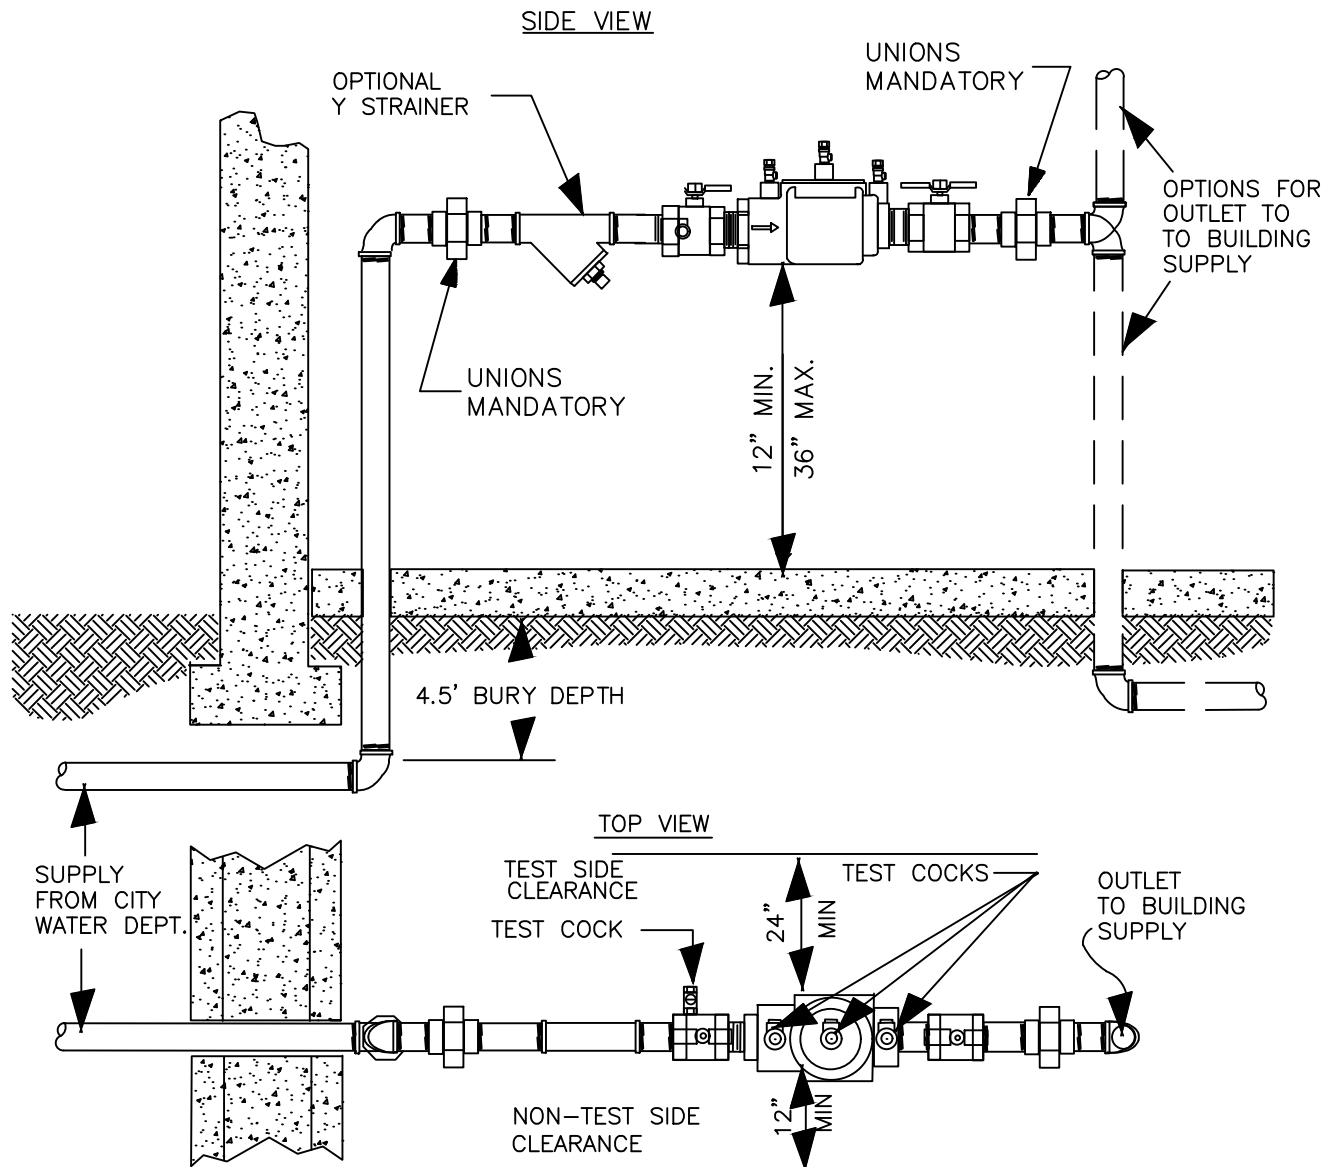 SIDE VIEW
OPTIONAL
Y STRAINER
UNIONS
MANDATORY
OPTIONS FOR
OUTLET TO
TO BUILDING
SUPPLY
UNIONS
MANDATORY
12" MIN.
36" MAX.
4.5' BURY DEPTH
TOP VIEW
SUPPLY
FROM CITY
WATER DEPT.
TEST SIDE
CLEARANCE
TEST COCK
24"
MIN
TEST COCKS
OUTLET
TO BUILDING
SUPPLY
NON-TEST SIDE
CLEARANCE
12"
MIN